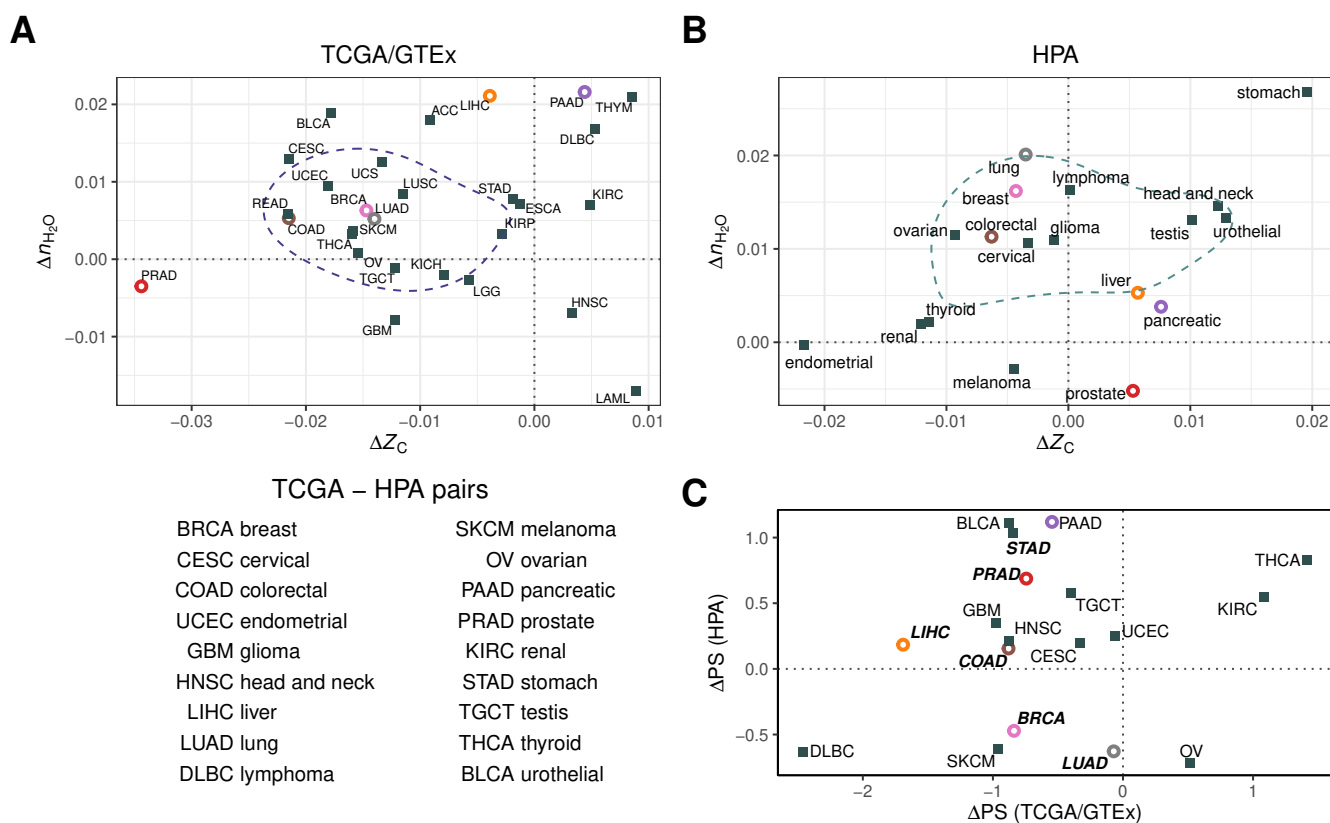 A
TCGA/GTEx
0.02
0.01
0.00
−0.01
ΔnH2O
−0.03
−0.02
−0.01
0.00
0.01
ΔZC
LIHC
PAAD
THYM
ACC
BLCA
DLBC
CESC
UCS
UCEC
LUSC
STAD
KIRC
BRCA
LUAD
ESCA
READ
COAD
SKCM
KIRP
THCA
OV
KICH
TGCT
LGG
PRAD
HNSC
GBM
LAML
B
HPA
0.02
0.01
0.00
ΔnH2O
−0.02
−0.01
0.00
0.01
0.02
ΔZC
stomach
lung
lymphoma
breast
head and neck
colorectal
glioma
ovarian
testis
urothelial
cervical
liver
thyroid
pancreatic
renal
endometrial
melanoma
prostate
TCGA − HPA pairs
BRCA breast
CESC cervical
COAD colorectal
UCEC endometrial
GBM glioma
HNSC head and neck
LIHC liver
LUAD lung
DLBC lymphoma
SKCM melanoma
OV ovarian
PAAD pancreatic
PRAD prostate
KIRC renal
STAD stomach
TGCT testis
THCA thyroid
BLCA urothelial
C
1.0
0.5
0.0
−0.5
ΔPS (HPA)
−2
−1
0
1
ΔPS (TCGA/GTEx)
BLCA
PAAD
STAD
THCA
PRAD
TGCT
KIRC
GBM
HNSC
UCEC
LIHC
COAD
CESC
BRCA
DLBC
SKCM
LUAD
OV